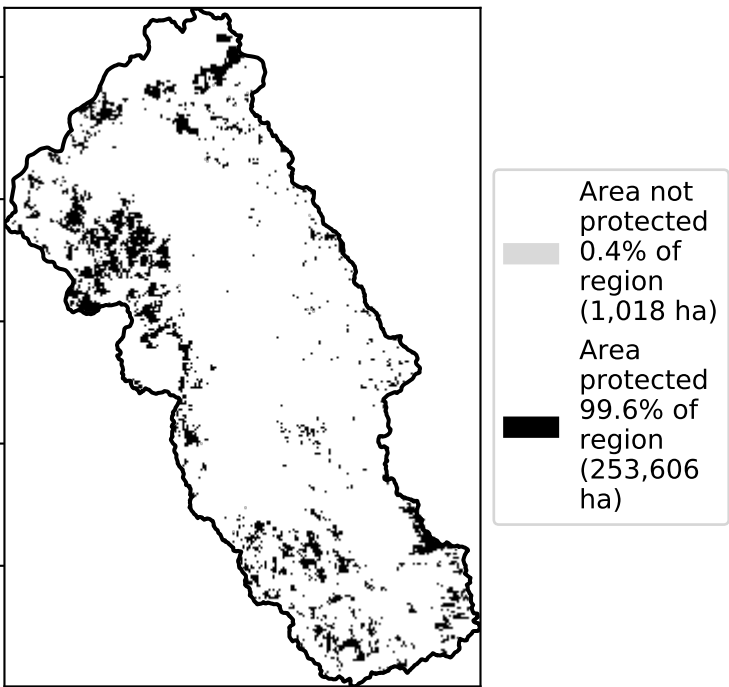 Area not
protected
0.4% of
region
(1,018 ha)
Area
protected
99.6% of
region
(253,606
ha)